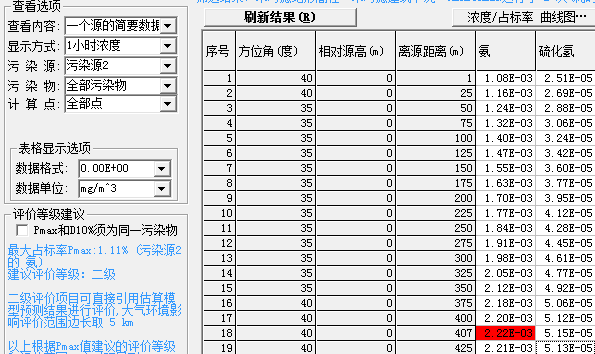 查看选项
查看内容: 一个源的简要数据
显示方式: 1小时浓度
污 染 源: 污染源2
污 染 物: 全部污染物
计 算 点: 全部点
表格显示选项
数据格式: 0.00E+00
数据单位: mg/m^3
评价等级建议
Pmax和D10%须为同一污染物
最大占标率Pmax:1.11% (污染源2
的 氨)
建议评价等级: 二级
二级评价项目可直接引用估算模
型预测结果进行评价,大气环境影
响评价范围边长取 5 km
以上根据Pmax值建议的评价等级
刷新结果(R)
浓度/占标率 曲线图…
序号 方位角(度) 相对源高(m) 离源距离(m) 氨 硫化氢
1 40 0 1 1.08E-03 2.51E-05
2 40 0 25 1.16E-03 2.69E-05
3 35 0 50 1.24E-03 2.88E-05
4 35 0 75 1.32E-03 3.06E-05
5 35 0 100 1.40E-03 3.24E-05
6 35 0 125 1.47E-03 3.42E-05
7 35 0 150 1.55E-03 3.60E-05
8 35 0 175 1.63E-03 3.77E-05
9 35 0 200 1.70E-03 3.95E-05
10 35 0 225 1.77E-03 4.12E-05
11 35 0 250 1.84E-03 4.28E-05
12 35 0 275 1.91E-03 4.45E-05
13 35 0 300 1.98E-03 4.61E-05
14 35 0 325 2.05E-03 4.77E-05
15 35 0 350 2.12E-03 4.92E-05
16 40 0 375 2.18E-03 5.06E-05
17 40 0 400 2.20E-03 5.12E-05
18 40 0 407 2.22E-03 5.15E-05
19 40 0 425 2.21E-03 5.13E-05